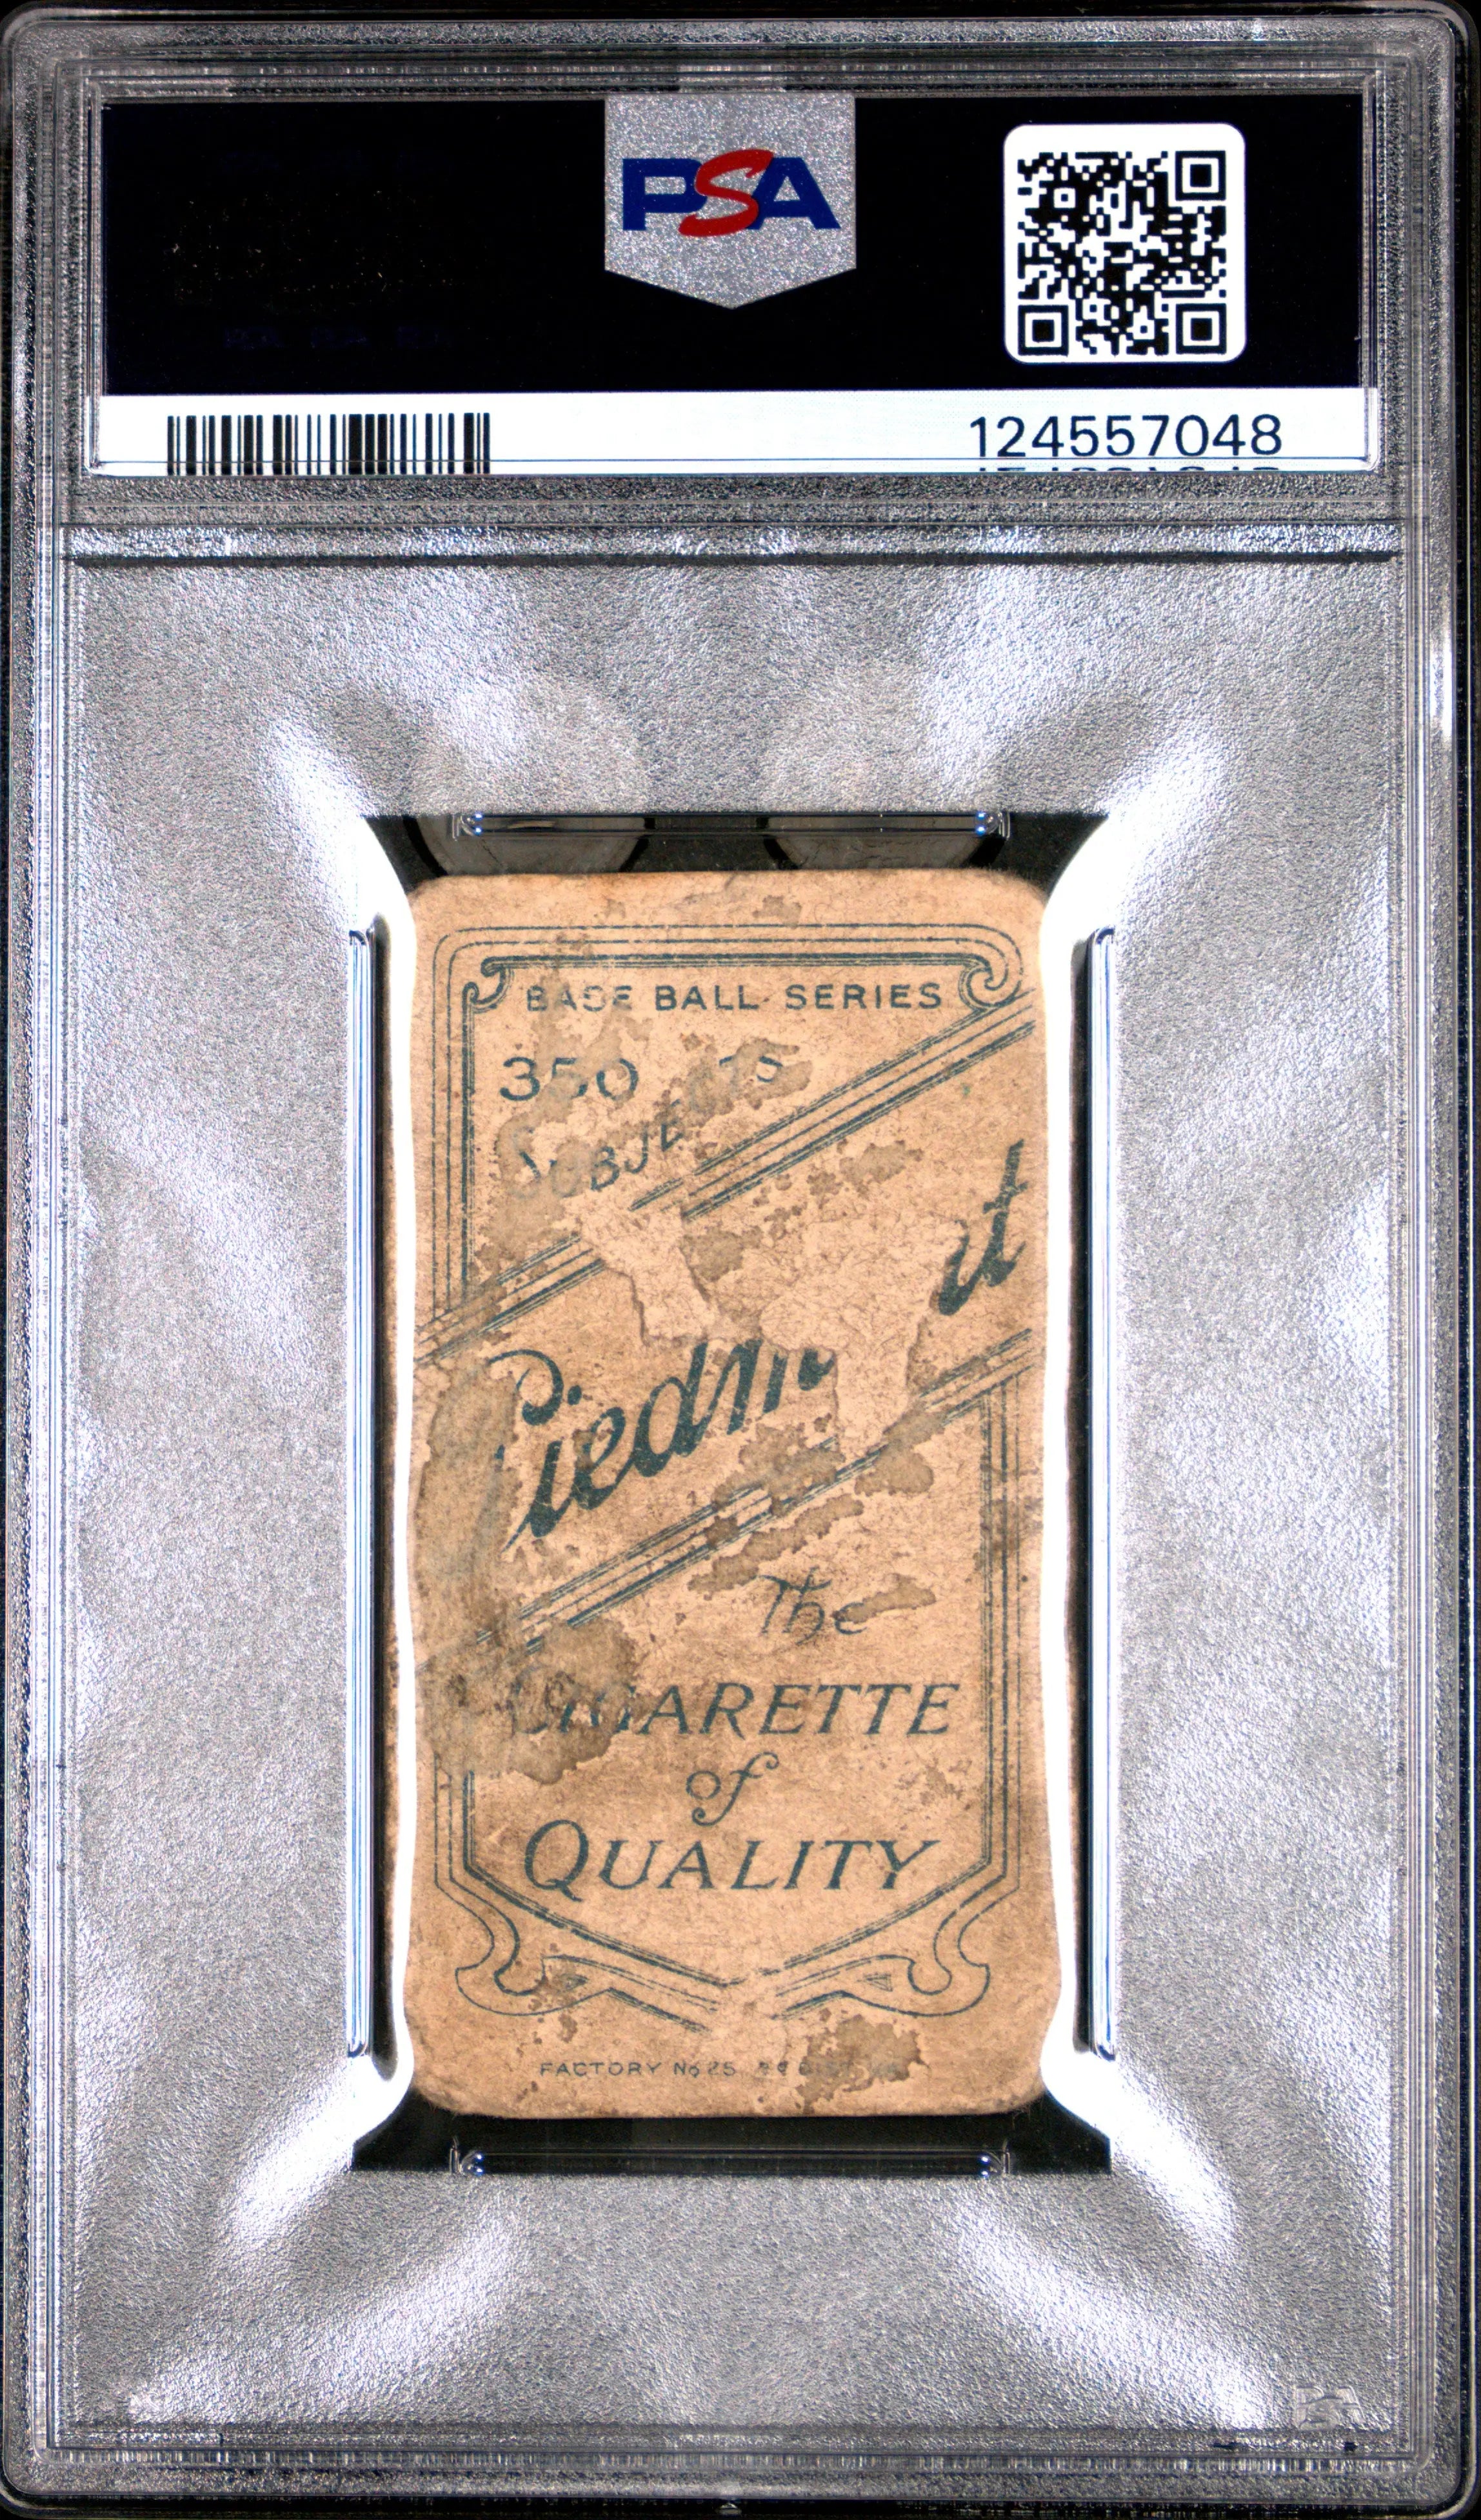 PSA
124557048
BASE BALL SERIES
350
Piedm t
The
CIGARETTE
of
QUALITY
FACTORY No 25